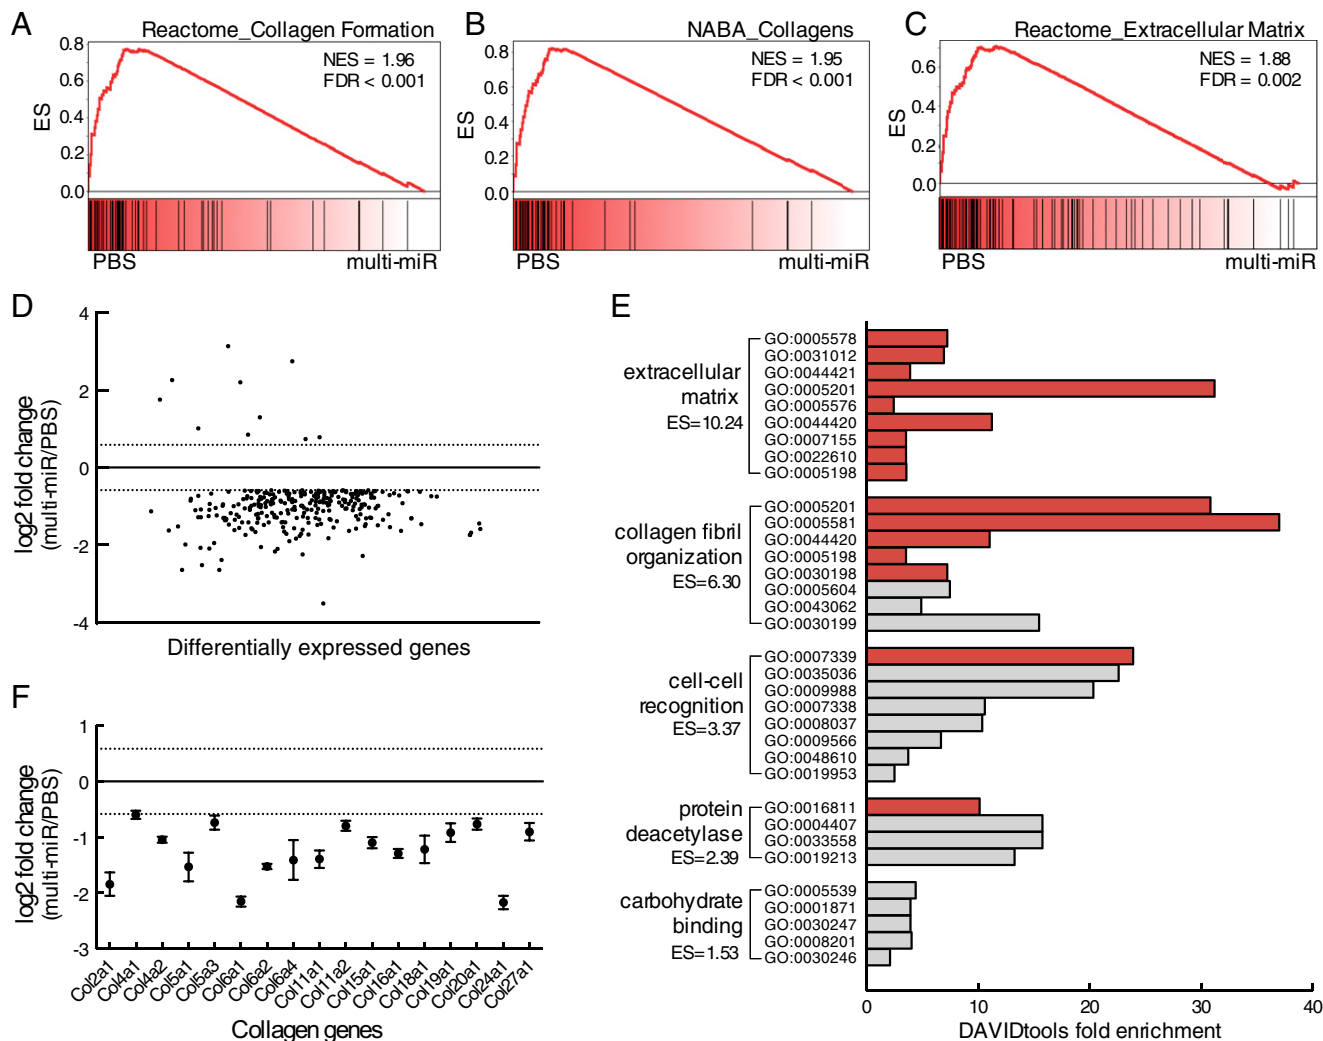 A
Reactome_Collagen Formation
NES = 1.96
FDR < 0.001
ES
0.8
0.6
0.4
0.2
0.0
PBS
multi-miR
B
NABA_Collagens
NES = 1.95
FDR < 0.001
ES
0.8
0.6
0.4
0.2
0.0
PBS
multi-miR
C
Reactome_Extracellular Matrix
NES = 1.88
FDR = 0.002
ES
0.6
0.4
0.2
0.0
PBS
multi-miR
D
log2 fold change
(multi-miR/PBS)
4
2
0
-2
-4
Differentially expressed genes
E
extracellular
matrix
ES=10.24
GO:0005578
GO:0031012
GO:0044421
GO:0005201
GO:0005576
GO:0044420
GO:0007155
GO:0022610
GO:0005198
collagen fibril
organization
ES=6.30
GO:0005201
GO:0005581
GO:0044420
GO:0005198
GO:0030198
GO:0005604
GO:0043062
GO:0030199
cell-cell
recognition
ES=3.37
GO:0007339
GO:0035036
GO:0009988
GO:0007338
GO:0008037
GO:0009566
GO:0048610
GO:0019953
protein
deacetylase
ES=2.39
GO:0016811
GO:0004407
GO:0033558
GO:0019213
carbohydrate
binding
ES=1.53
GO:0005539
GO:0001871
GO:0030247
GO:0008201
GO:0030246
0
10
20
30
40
DAVIDtools fold enrichment
F
log2 fold change
(multi-miR/PBS)
1
0
-1
-2
-3
Col2a1
Col4a1
Col4a2
Col5a1
Col5a3
Col6a1
Col6a2
Col6a4
Col11a1
Col11a2
Col15a1
Col16a1
Col18a1
Col19a1
Col20a1
Col24a1
Col27a1
Collagen genes